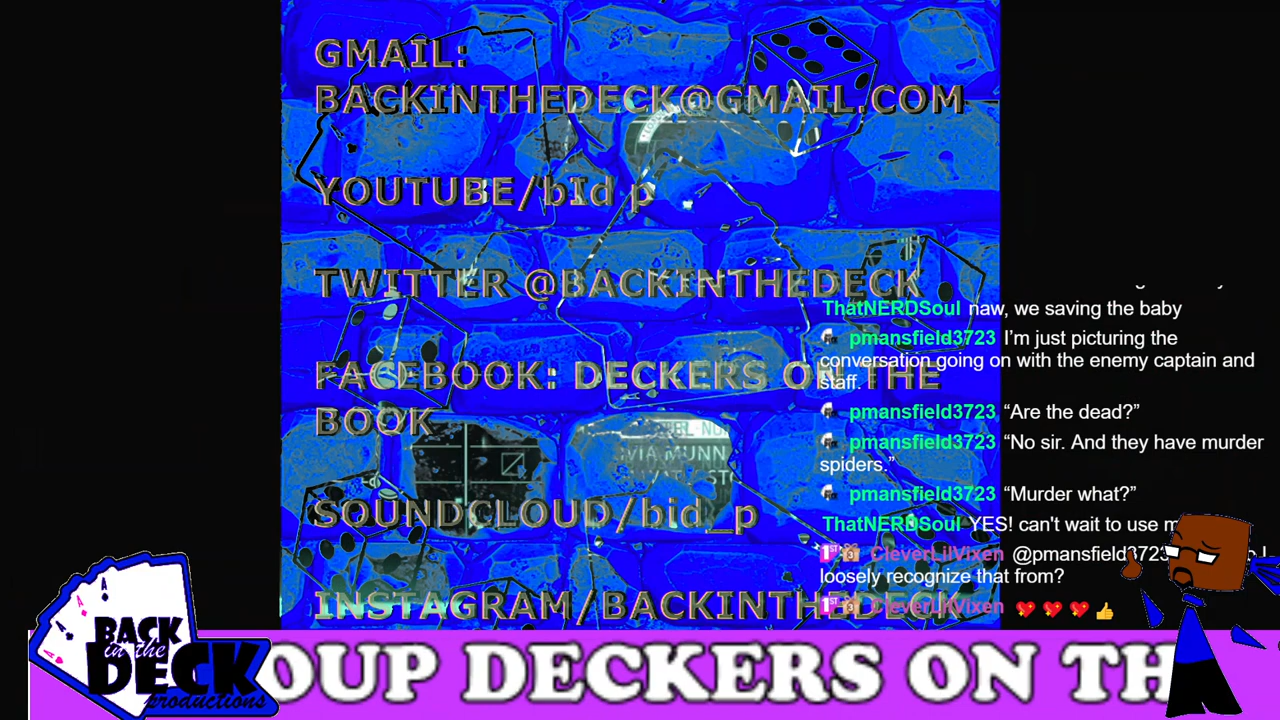 GMAIL:
BACKINTHEDECK@GMAIL.COM
YOUTUBE/bId p
TWITTER @BACKINTHEDECK
FACEBOOK: DECKERS ON THE
BOOK
SOUNDCLOUD/bid_p
INSTAGRAM/BACKINTHEDECK
ThatNERDSoul naw, we saving the baby
pmansfield3723 I'm just picturing the
conversation going on with the enemy captain and
staff.
pmansfield3723 “Are the dead?”
pmansfield3723 “No sir. And they have murder
spiders.”
pmansfield3723 “Murder what?”
ThatNERDSoul YES! can't wait to use
CleverLilVixen @pmansfield3723 I
loosely recognize that from?
CleverLilVixen
BACK
in the
DECK
productions
OUP DECKERS ON TH